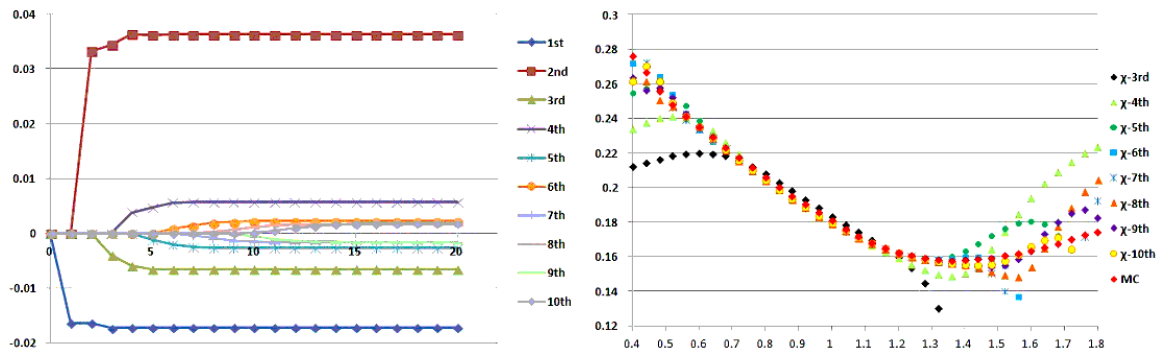 0.04
0.03
0.02
0.01
0
-0.01
-0.02
0 5 10 15 20 25
1st
2nd
3rd
4th
5th
6th
7th
8th
9th
10th
0.3
0.28
0.26
0.24
0.22
0.2
0.18
0.16
0.14
0.12
0.4 0.5 0.6 0.7 0.8 0.9 1 1.1 1.2 1.3 1.4 1.5 1.6 1.7 1.8
χ-3rd
χ-4th
χ-5th
χ-6th
χ-7th
χ-8th
χ-9th
χ-10th
MC